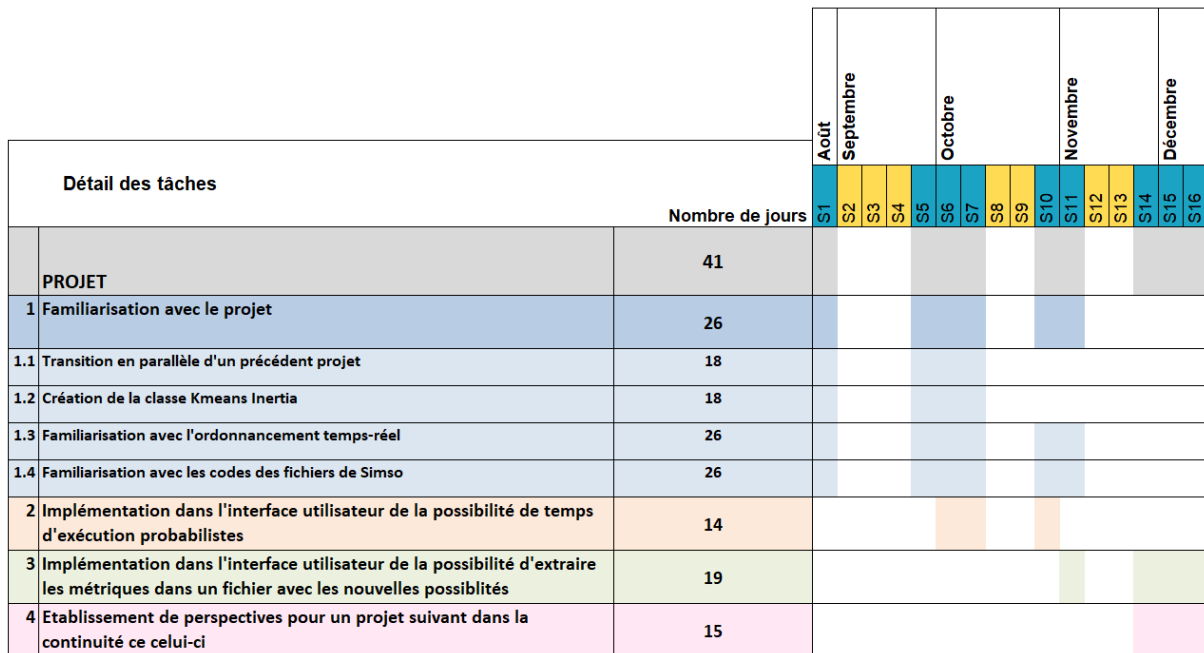 Août
Septembre
Octobre
Novembre
Décembre
Détail des tâches
Nombre de jours
S1 S2 S3 S4 S5 S6 S7 S8 S9 S10 S11 S12 S13 S14 S15 S16
PROJET 41
1 Familiarisation avec le projet 26
1.1 Transition en parallèle d'un précédent projet 18
1.2 Création de la classe Kmeans Inertia 18
1.3 Familiarisation avec l'ordonnancement temps-réel 26
1.4 Familiarisation avec les codes des fichiers de Simso 26
2 Implémentation dans l'interface utilisateur de la possibilité de temps
d'exécution probabilistes 14
3 Implémentation dans l'interface utilisateur de la possibilité d'extraire
les métriques dans un fichier avec les nouvelles possiblités 19
4 Etablissement de perspectives pour un projet suivant dans la
continuité ce celui-ci 15